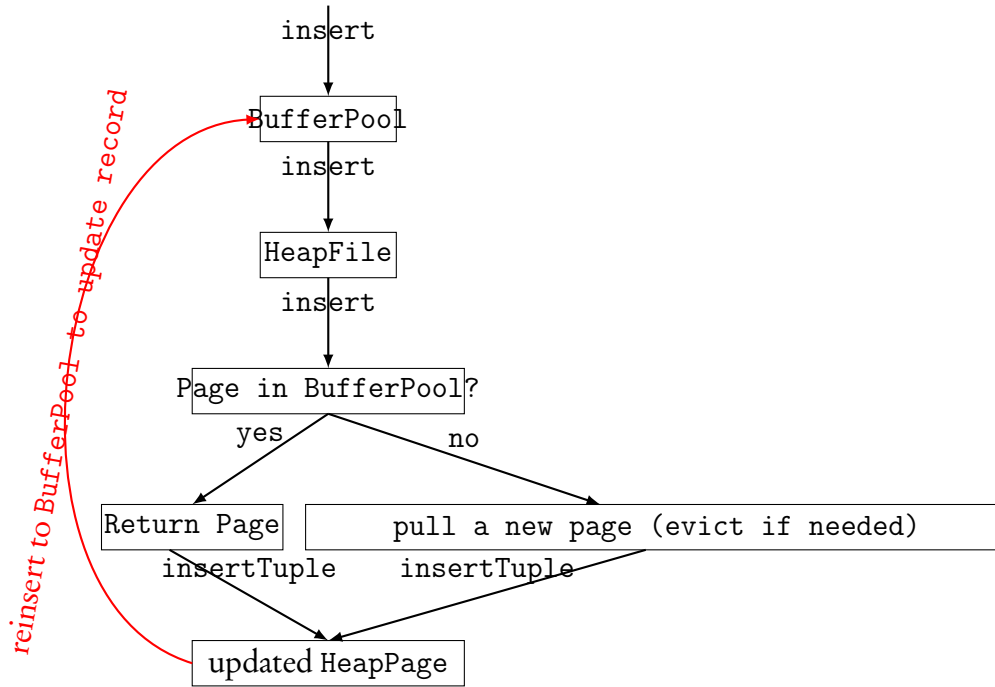 insert
BufferPool
insert
HeapFile
insert
Page in BufferPool?
yes
no
Return Page
pull a new page (evict if needed)
insertTuple
insertTuple
updated HeapPage
reinsert to BufferPool to update record